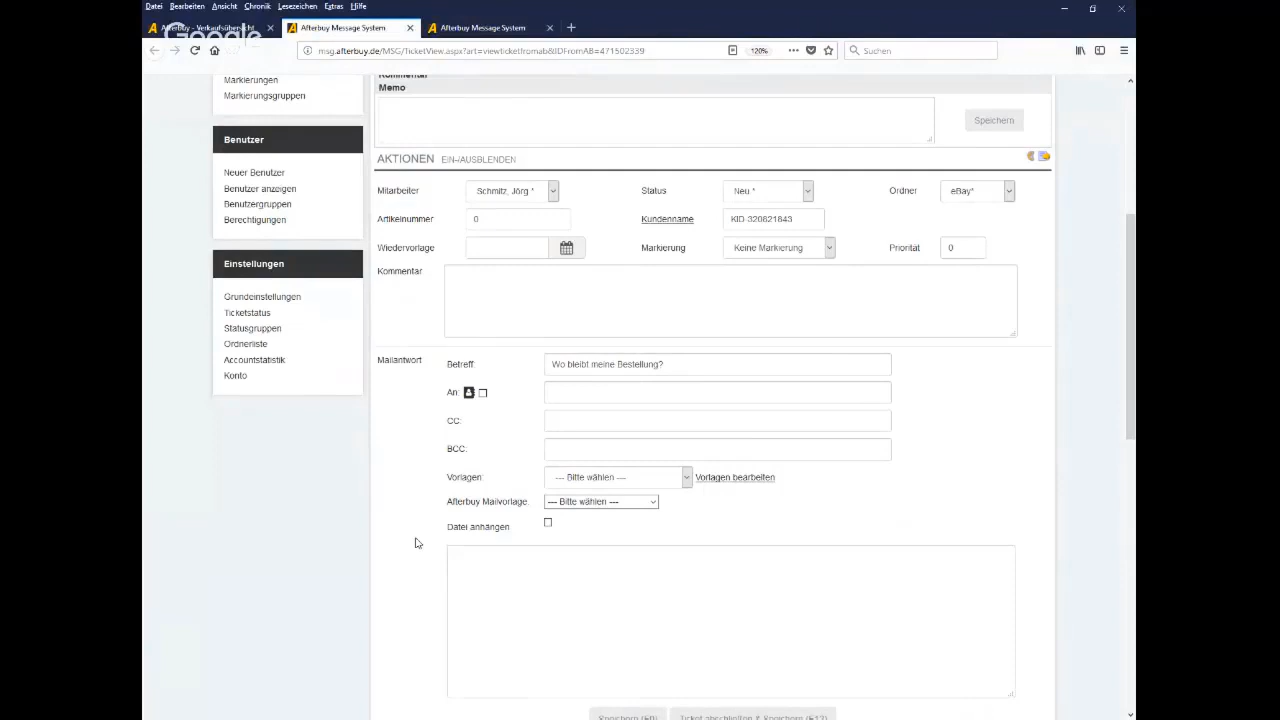 Datei Bearbeiten Ansicht Chronik Lesezeichen Extras Hilfe
Afterbuy - Verkaufsübersicht Afterbuy Message System Afterbuy Message System
Google
msg.afterbuy.de/MSG/TicketView.aspx?art=viewticketfromab&IDFromAB=471502339 120% Suchen
Markierungen
Markierungsgruppen
Benutzer
Neuer Benutzer
Benutzer anzeigen
Benutzergruppen
Berechtigungen
Einstellungen
Grundeinstellungen
Ticketstatus
Statusgruppen
Ordnerliste
Accountstatistik
Konto
Kommentar
Memo
Speichern
AKTIONEN EIN-/AUSBLENDEN
Mitarbeiter Schmitz, Jörg * Status Neu * Ordner eBay*
Artikelnummer 0 Kundenname KID-320821843
Wiedervorlage Markierung Keine Markierung Priorität 0
Kommentar
Mailantwort
Betreff: Wo bleibt meine Bestellung?
An:
CC:
BCC:
Vorlagen: --- Bitte wählen --- Vorlagen bearbeiten
Afterbuy Mailvorlage: --- Bitte wählen ---
Datei anhängen
Speichern (F9) Ticket abschließen & Speichern